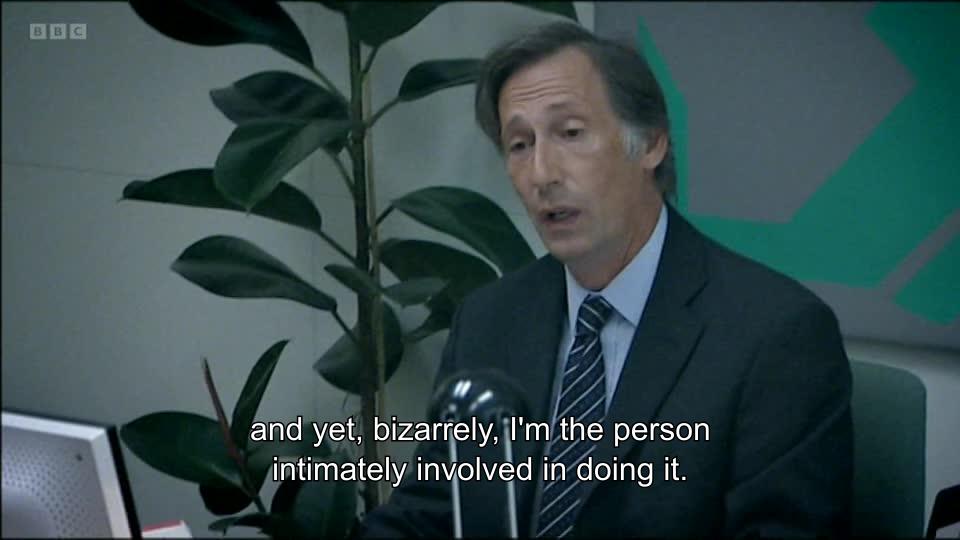 BBC
and yet, bizarrely, I'm the person
intimately involved in doing it.